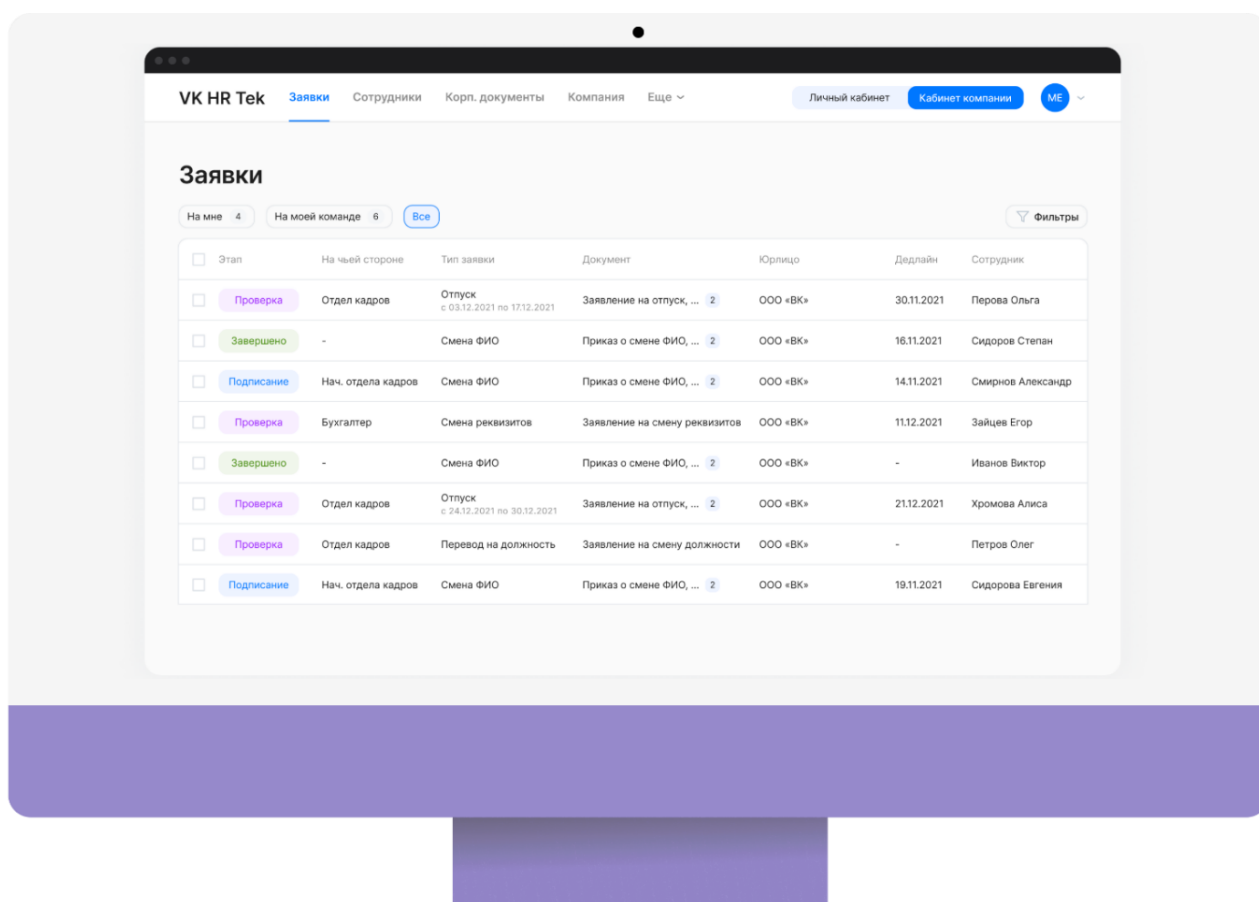 VK HR Tek Заявки Сотрудники Корп. документы Компания Еще Личный кабинет Кабинет компании ME
Заявки
На мне 4 На моей команде 6 Все Фильтры
Этап На чьей стороне Тип заявки Документ Юрлицо Дедлайн Сотрудник
Проверка Отдел кадров Отпуск Заявление на отпуск, ... 2 ООО «ВК» 30.11.2021 Перова Ольга
с 03.12.2021 по 17.12.2021
Завершено - Смена ФИО Приказ о смене ФИО, ... 2 ООО «ВК» 16.11.2021 Сидоров Степан
Подписание Нач. отдела кадров Смена ФИО Приказ о смене ФИО, ... 2 ООО «ВК» 14.11.2021 Смирнов Александр
Проверка Бухгалтер Смена реквизитов Заявление на смену реквизитов ООО «ВК» 11.12.2021 Зайцев Егор
Завершено - Смена ФИО Приказ о смене ФИО, ... 2 ООО «ВК» - Иванов Виктор
Проверка Отдел кадров Отпуск Заявление на отпуск, ... 2 ООО «ВК» 21.12.2021 Хромова Алиса
с 24.12.2021 по 30.12.2021
Проверка Отдел кадров Перевод на должность Заявление на смену должности ООО «ВК» - Петров Олег
Подписание Нач. отдела кадров Смена ФИО Приказ о смене ФИО, ... 2 ООО «ВК» 19.11.2021 Сидорова Евгения